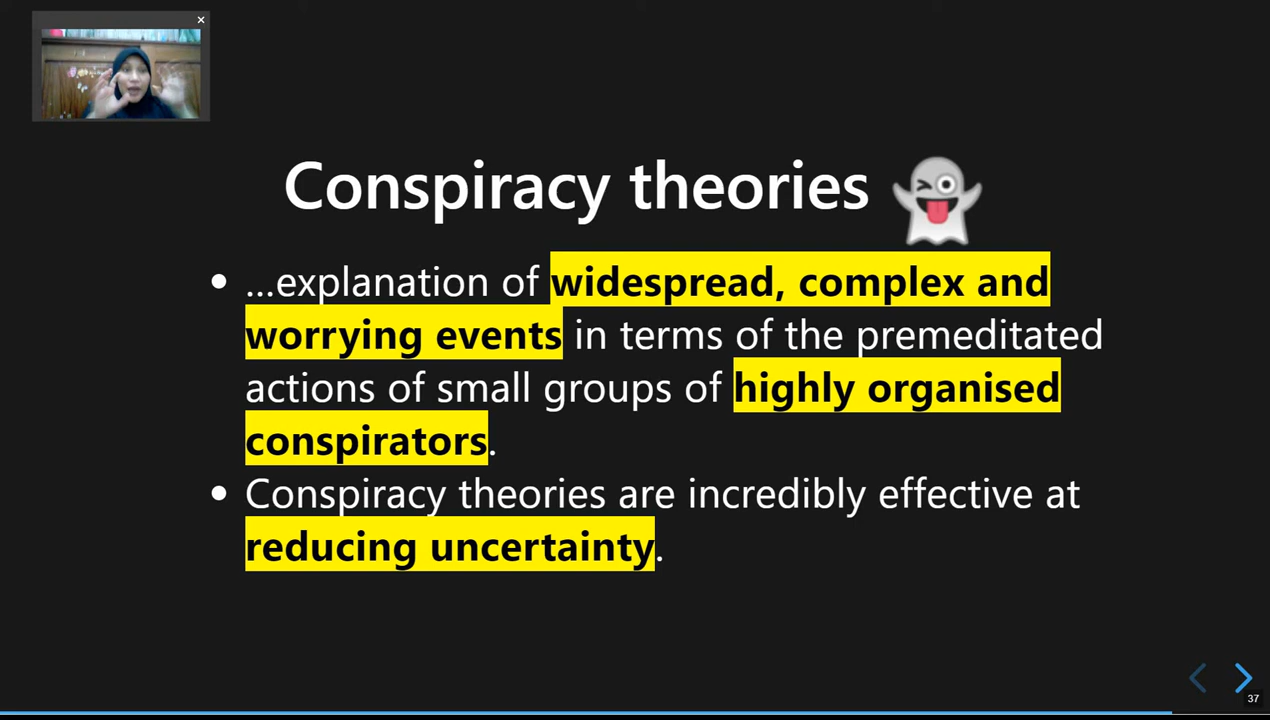 Conspiracy theories
• ...explanation of widespread, complex and
worrying events in terms of the premeditated
actions of small groups of highly organised
conspirators.
• Conspiracy theories are incredibly effective at
reducing uncertainty.
37